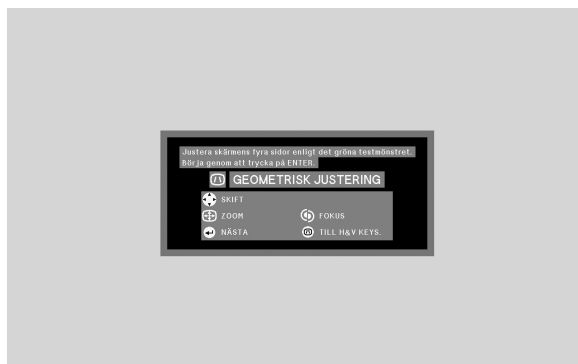 Justera skärmens fyra sidor enligt det gröna testmönstret.
Börja genom att trycka på ENTER.
GEOMETRISK JUSTERING
SKIFT
ZOOM FOKUS
NÄSTA TILL H&V KEYS.